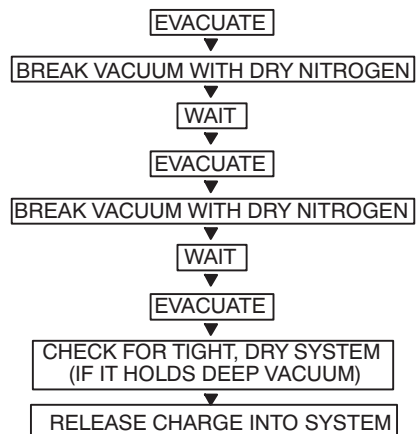 EVACUATE
BREAK VACUUM WITH DRY NITROGEN
WAIT
EVACUATE
BREAK VACUUM WITH DRY NITROGEN
WAIT
EVACUATE
CHECK FOR TIGHT, DRY SYSTEM
(IF IT HOLDS DEEP VACUUM)
RELEASE CHARGE INTO SYSTEM